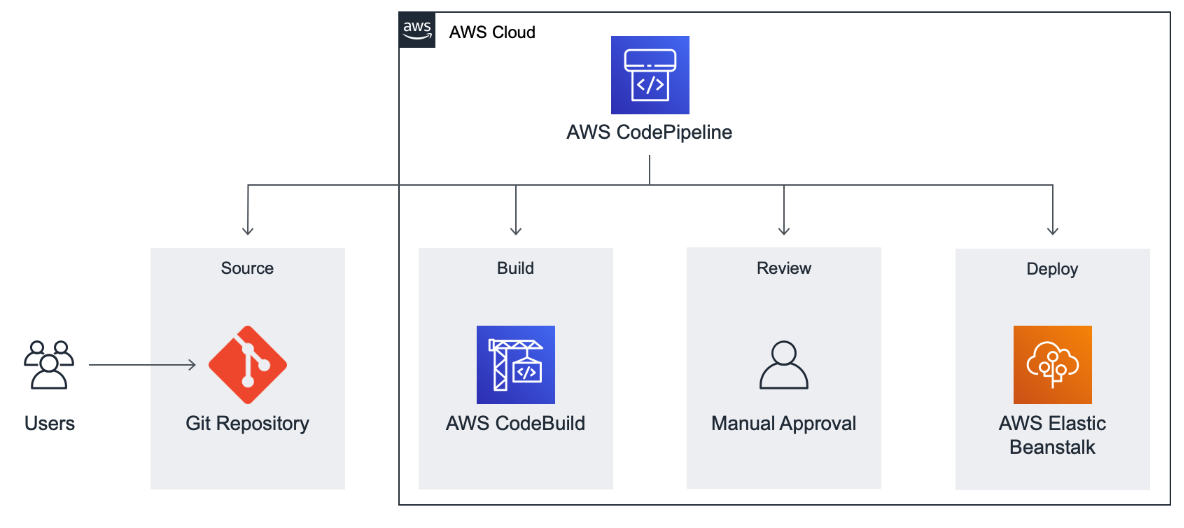 aws
AWS Cloud
</>
AWS CodePipeline
Source
Build
Review
Deploy
</>
Users
Git Repository
AWS CodeBuild
Manual Approval
AWS Elastic
Beanstalk